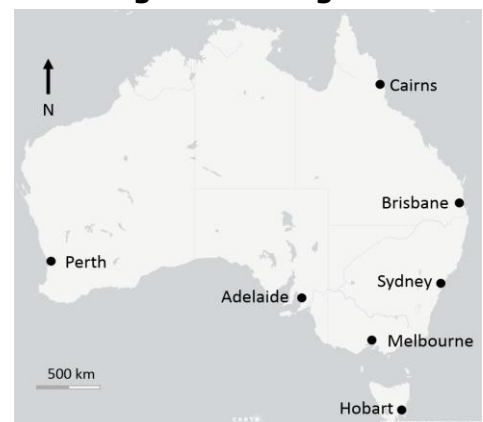 N
Cairns
Brisbane
Perth
Sydney
Adelaide
Melbourne
500 km
Hobart